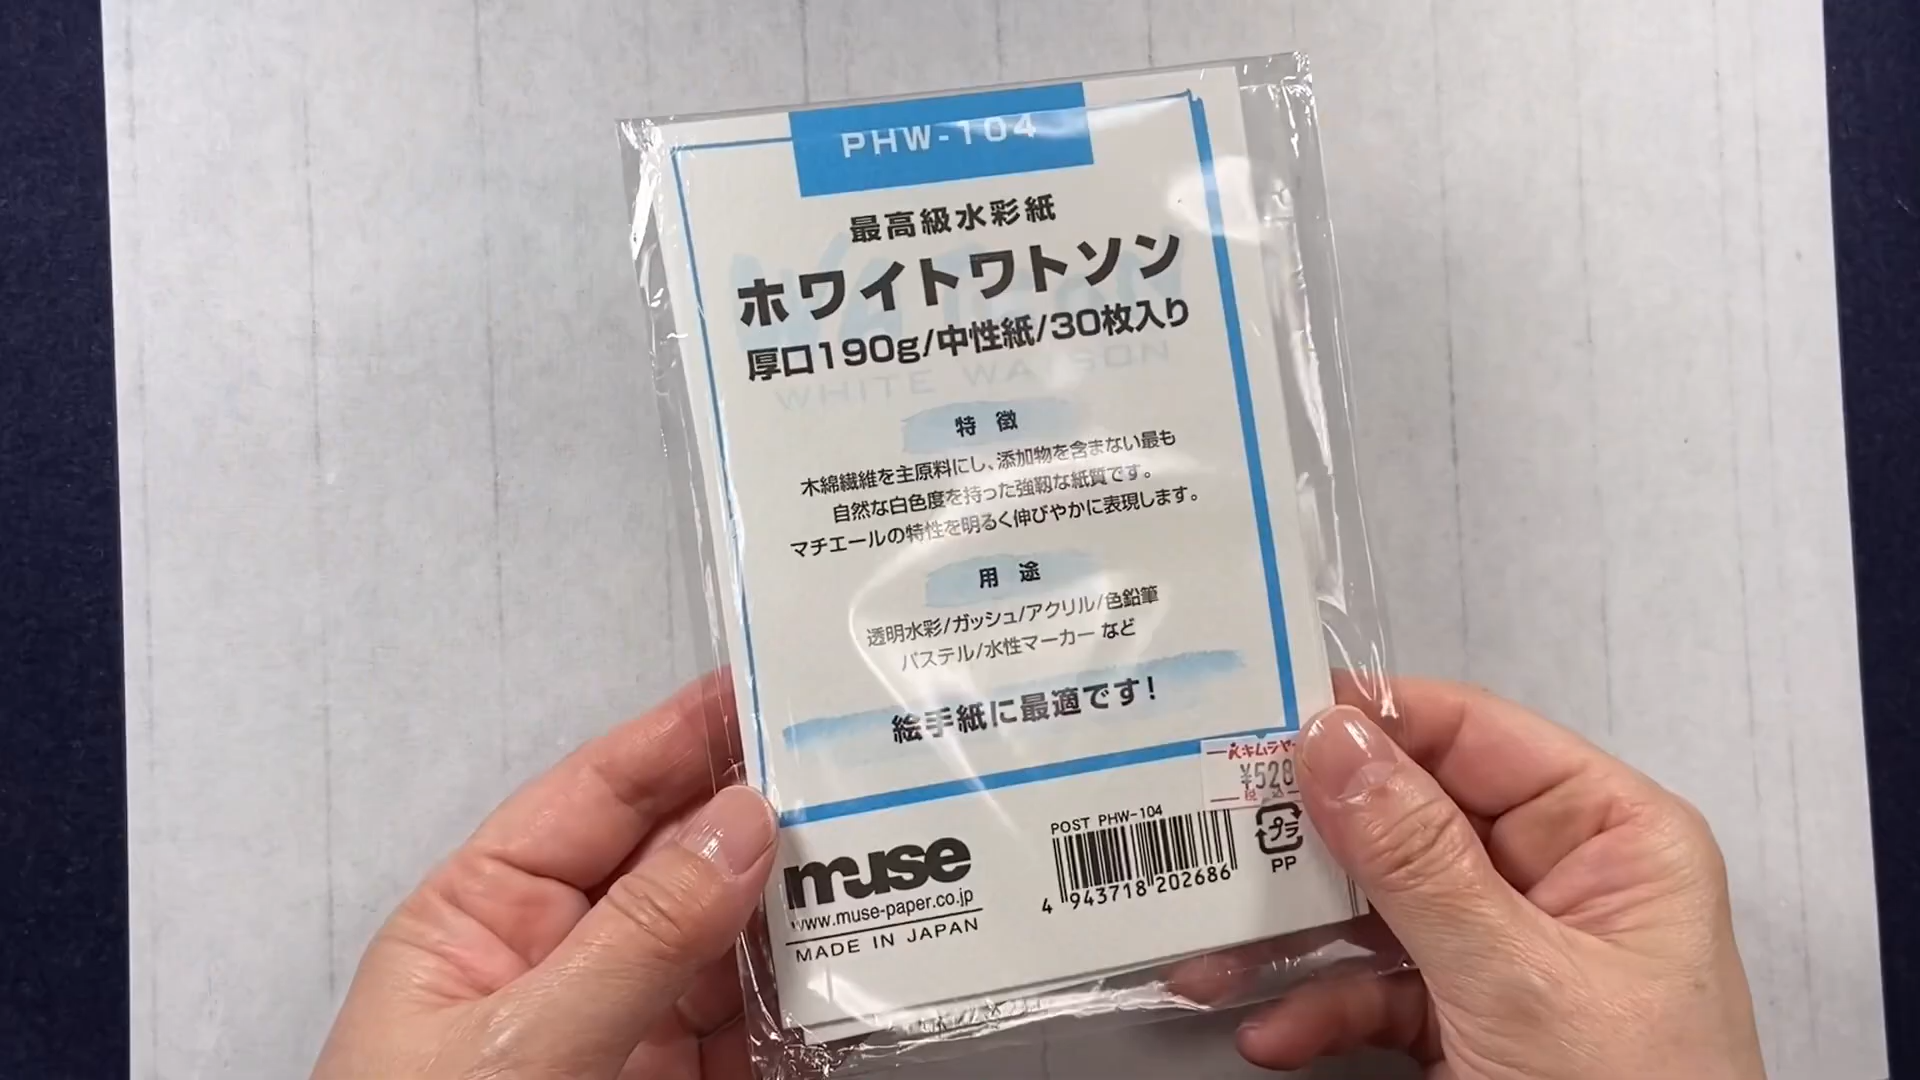 PHW-104
最高級水彩紙
ホワイトワトソン
厚口190g/中性紙/30枚入り
WHITE WATSON
特 徴
木綿繊維を主原料にし、添加物を含まない最も
自然な白色度を持った強靱な紙質です。
マチエールの特性を明るく伸びやかに表現します。
用 途
透明水彩/ガッシュ/アクリル/色鉛筆
パステル/水性マーカー など
絵手紙に最適です!
キムラヤ
¥528
税 込
muse
www.muse-paper.co.jp
MADE IN JAPAN
POST PHW-104
4 943718 202686
プラ
PP